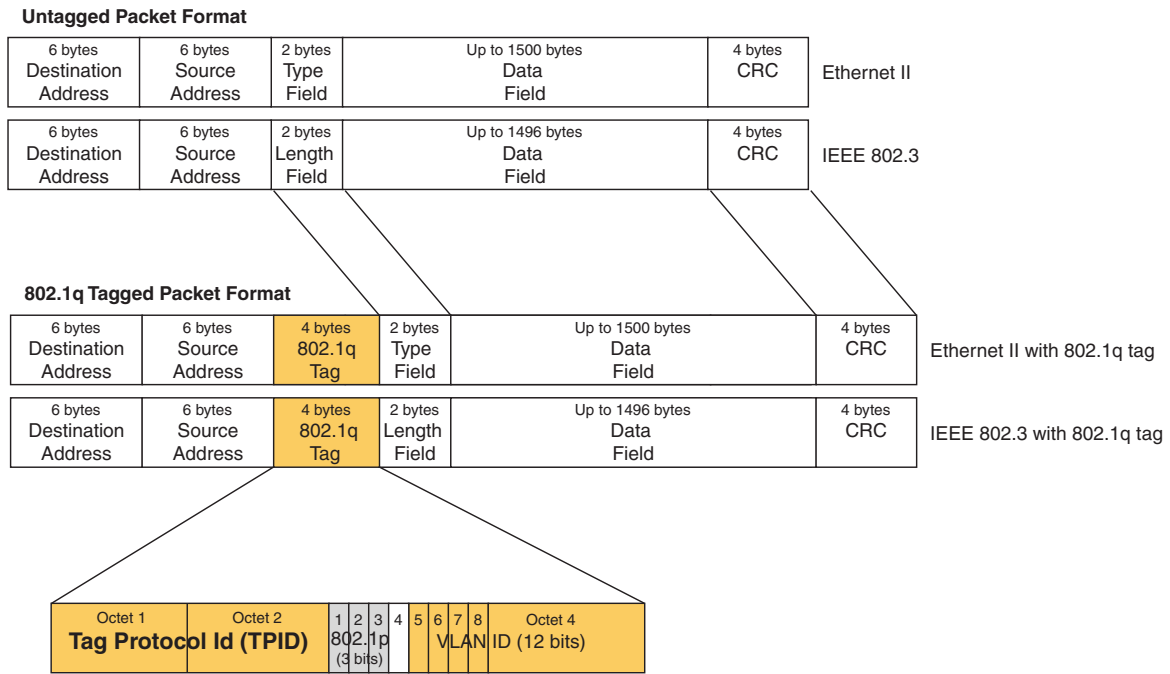 Untagged Packet Format
6 bytes 6 bytes 2 bytes Up to 1500 bytes 4 bytes
Destination Source Type Data CRC Ethernet II
Address Address Field Field
6 bytes 6 bytes 2 bytes Up to 1496 bytes 4 bytes
Destination Source Length Data CRC IEEE 802.3
Address Address Field Field
802.1q Tagged Packet Format
6 bytes 6 bytes 4 bytes 2 bytes Up to 1500 bytes 4 bytes
Destination Source 802.1q Type Data CRC Ethernet II with 802.1q tag
Address Address Tag Field Field
6 bytes 6 bytes 4 bytes 2 bytes Up to 1496 bytes 4 bytes
Destination Source 802.1q Length Data CRC IEEE 802.3 with 802.1q tag
Address Address Tag Field Field
Octet 1 Octet 2 1 2 3 4 5 6 7 8 Octet 4
Tag Protocol Id (TPID) 802.1p VLAN ID (12 bits)
(3 bits)